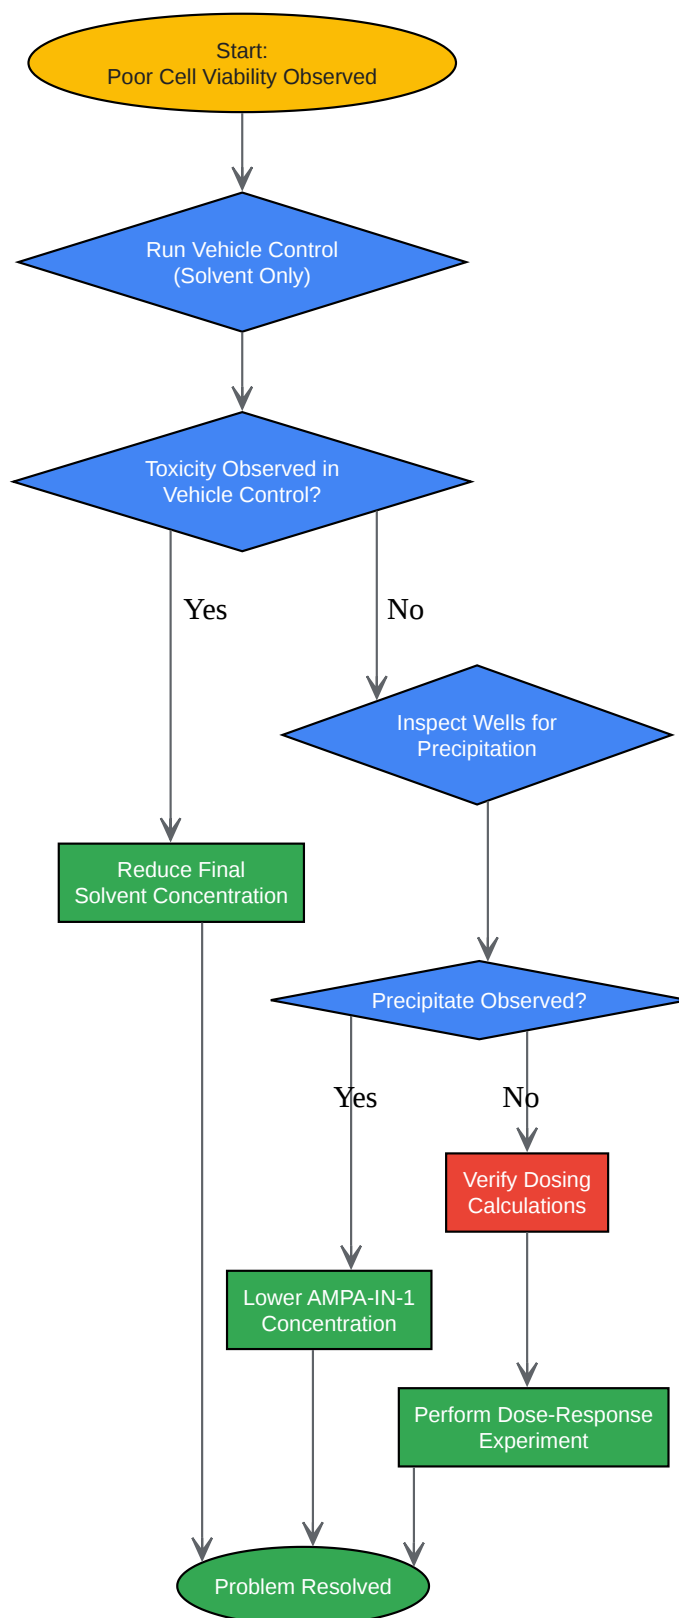 Start:
Poor Cell Viability Observed
Run Vehicle Control
(Solvent Only)
Toxicity Observed in
Vehicle Control?
Yes
No
Inspect Wells for
Precipitation
Reduce Final
Solvent Concentration
Precipitate Observed?
Yes
No
Verify Dosing
Calculations
Lower AMPA-IN-1
Concentration
Perform Dose-Response
Experiment
Problem Resolved